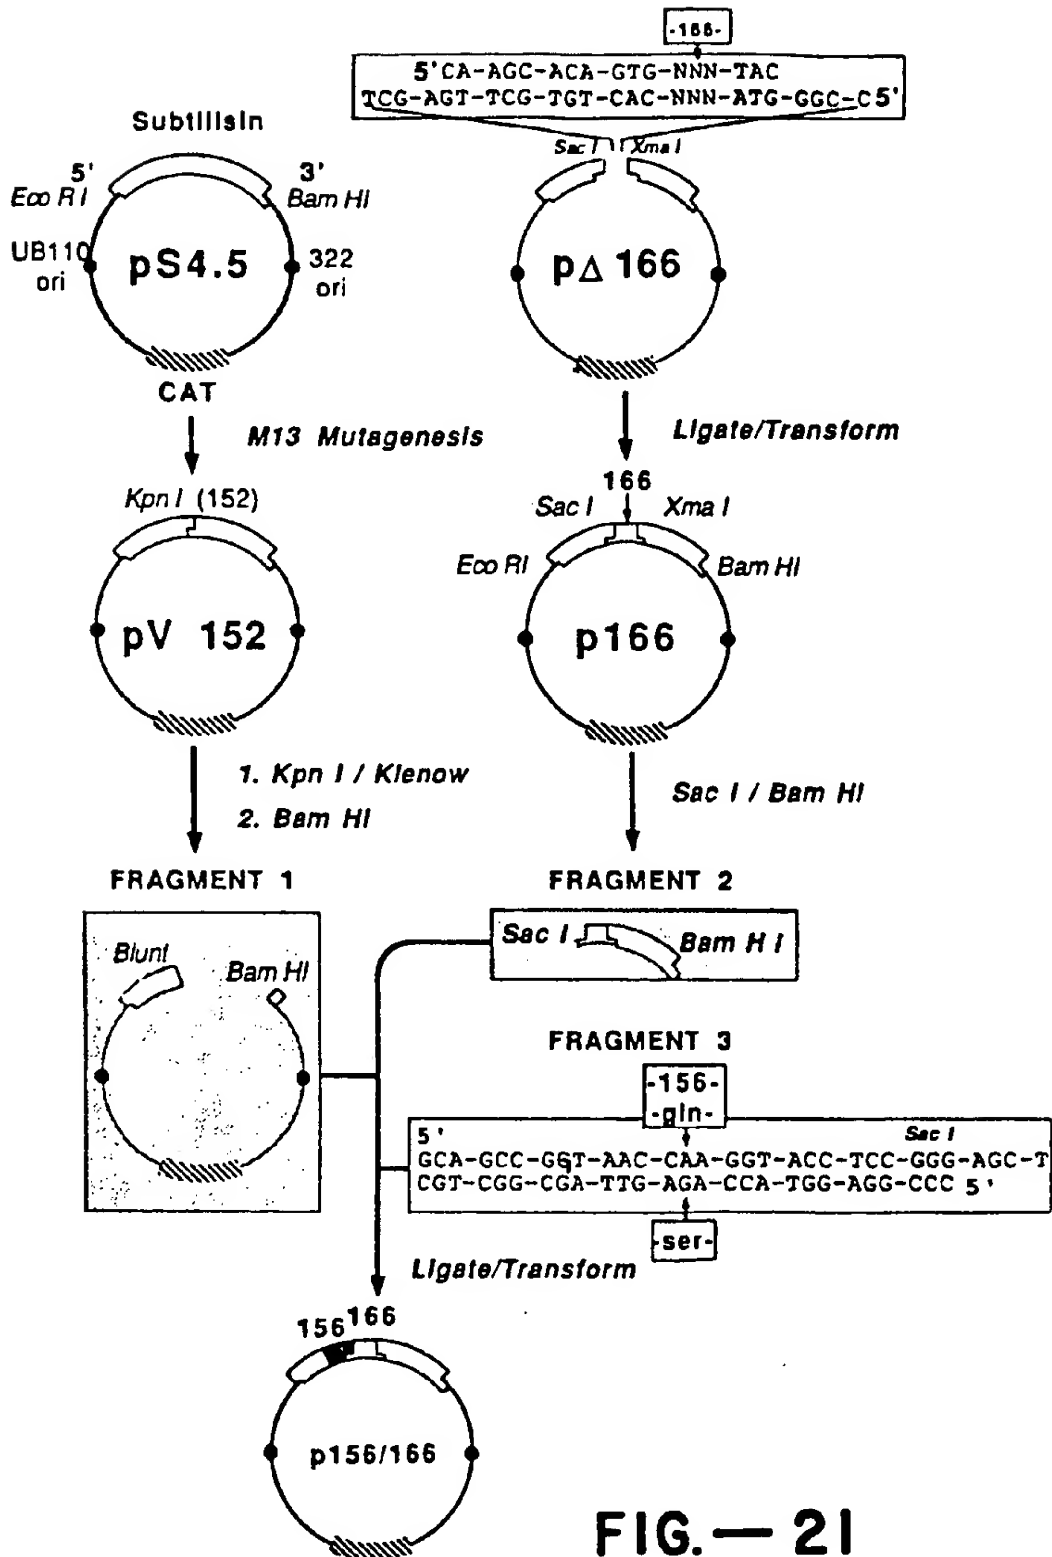 -166-
5'CA-AGC-ACA-GTG-NNN-TAC
TCG-AGT-TCG-TGT-CAC-NNN-ATG-GGC-C5'
Sac I
Xma I
Subtilisin
5'
3'
Eco R I
Bam HI
UB110
ori
pS4.5
322
ori
CAT
pΔ 166
M13 Mutagenesis
Ligate/Transform
Kpn I (152)
166
Sac I
Xma I
Eco RI
Bam HI
pV 152
p166
1. Kpn I / Klenow
2. Bam HI
Sac I / Bam HI
FRAGMENT 1
FRAGMENT 2
Blunt
Bam HI
Sac I
Bam H I
FRAGMENT 3
-156-
-gln-
5'
Sac I
GCA-GCC-GGT-AAC-CAA-GGT-ACC-TCC-GGG-AGC-T
CGT-CGG-CGA-TTG-AGA-CCA-TGG-AGG-CCC 5'
-ser-
Ligate/Transform
156
166
p156/166
FIG.— 21